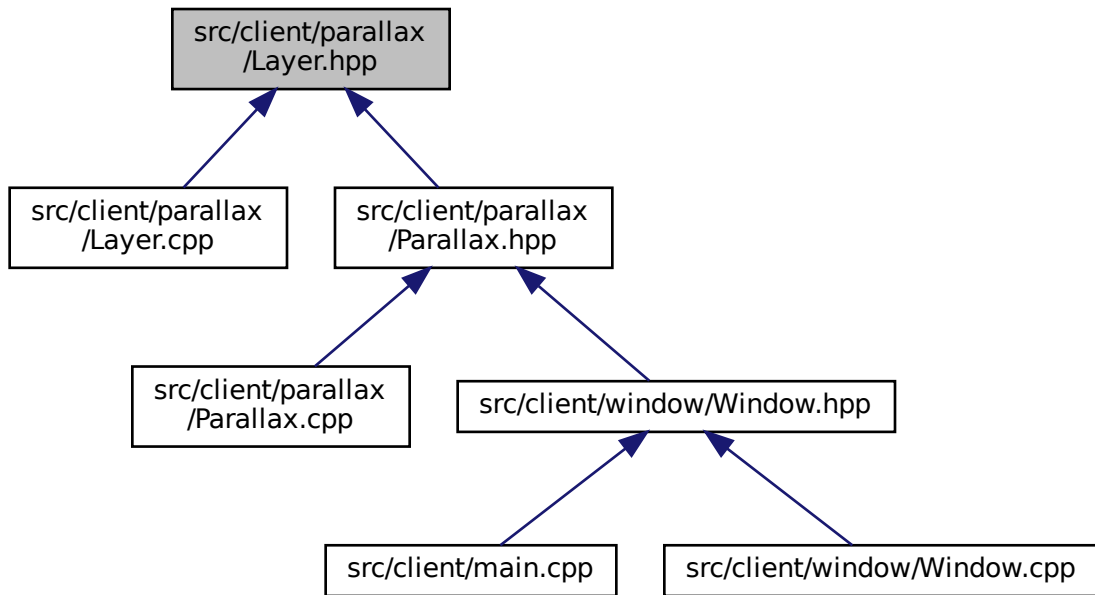 src/client/parallax
/Layer.hpp
src/client/parallax
/Layer.cpp
src/client/parallax
/Parallax.hpp
src/client/parallax
/Parallax.cpp
src/client/window/Window.hpp
src/client/main.cpp
src/client/window/Window.cpp